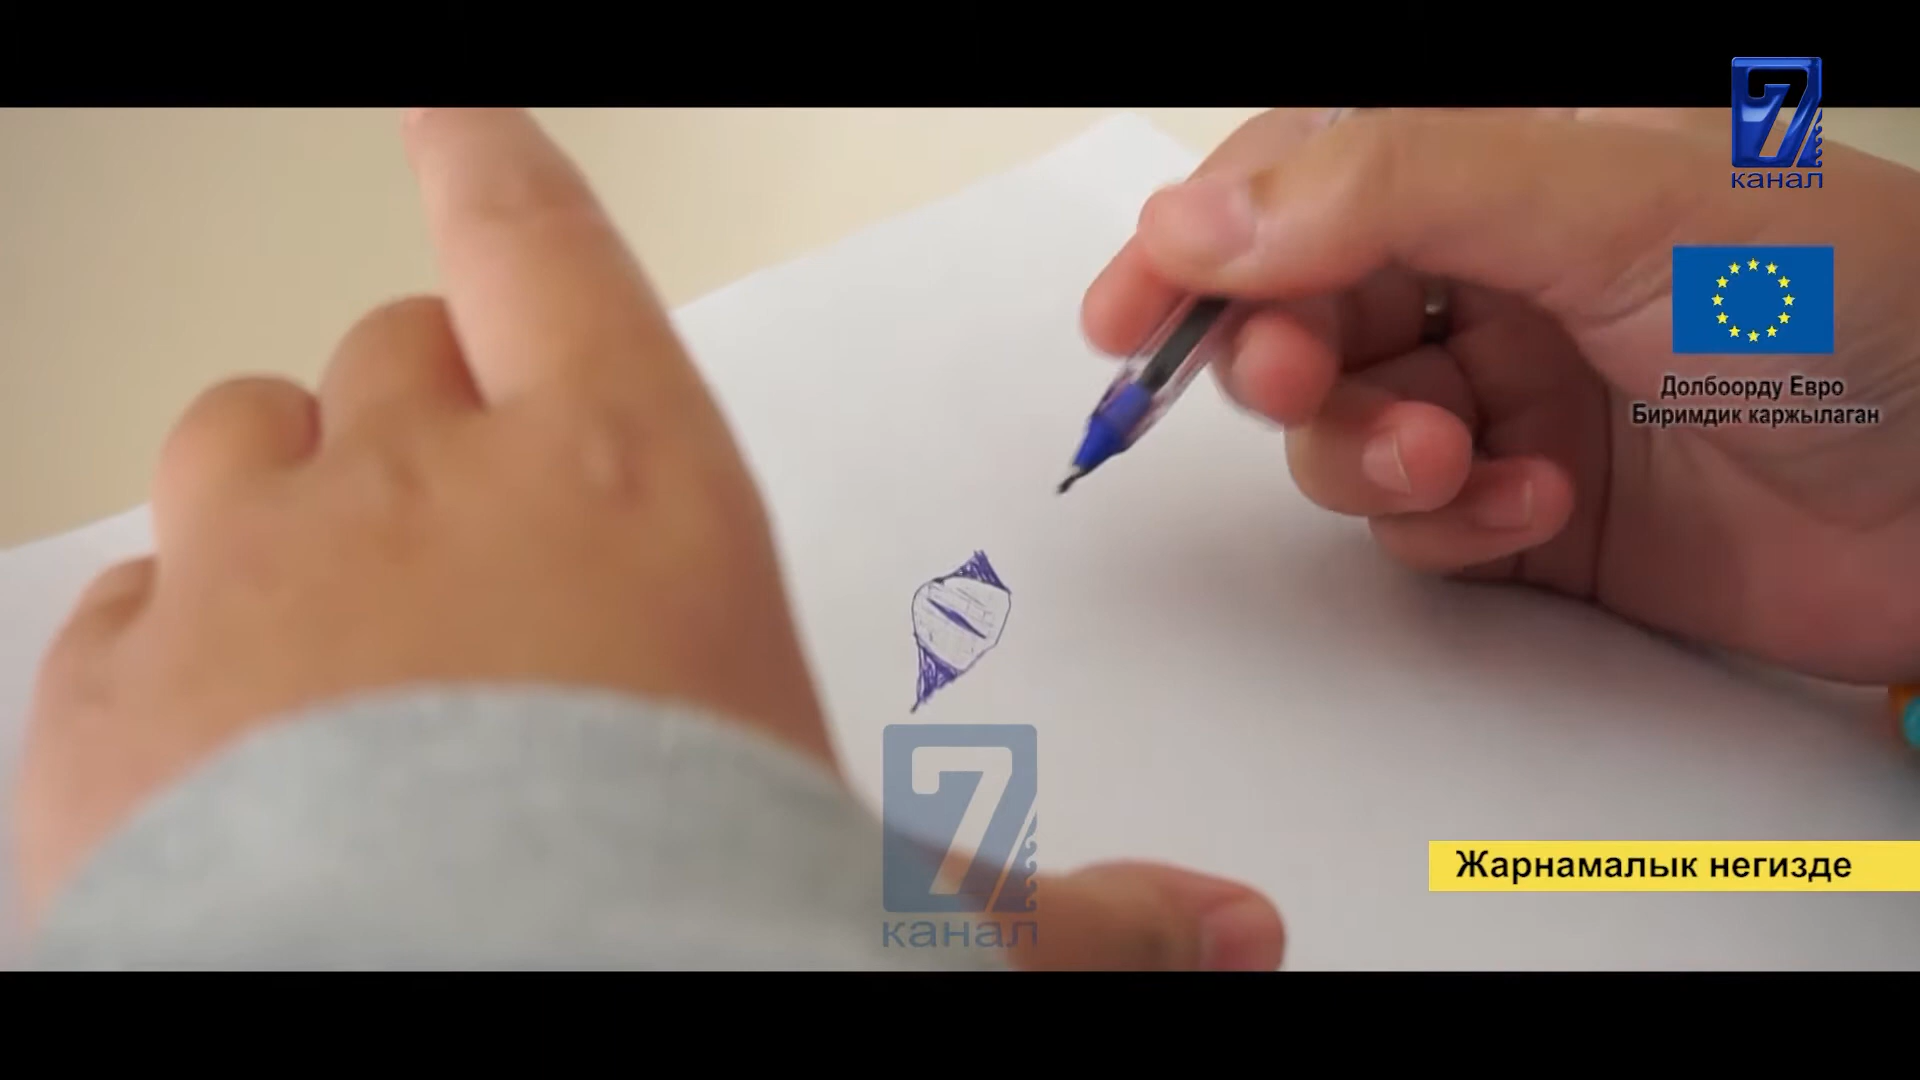 7
канал
Долбоорду Евро
Биримдик каржылаган
Жарнамалык негизде
7
канал